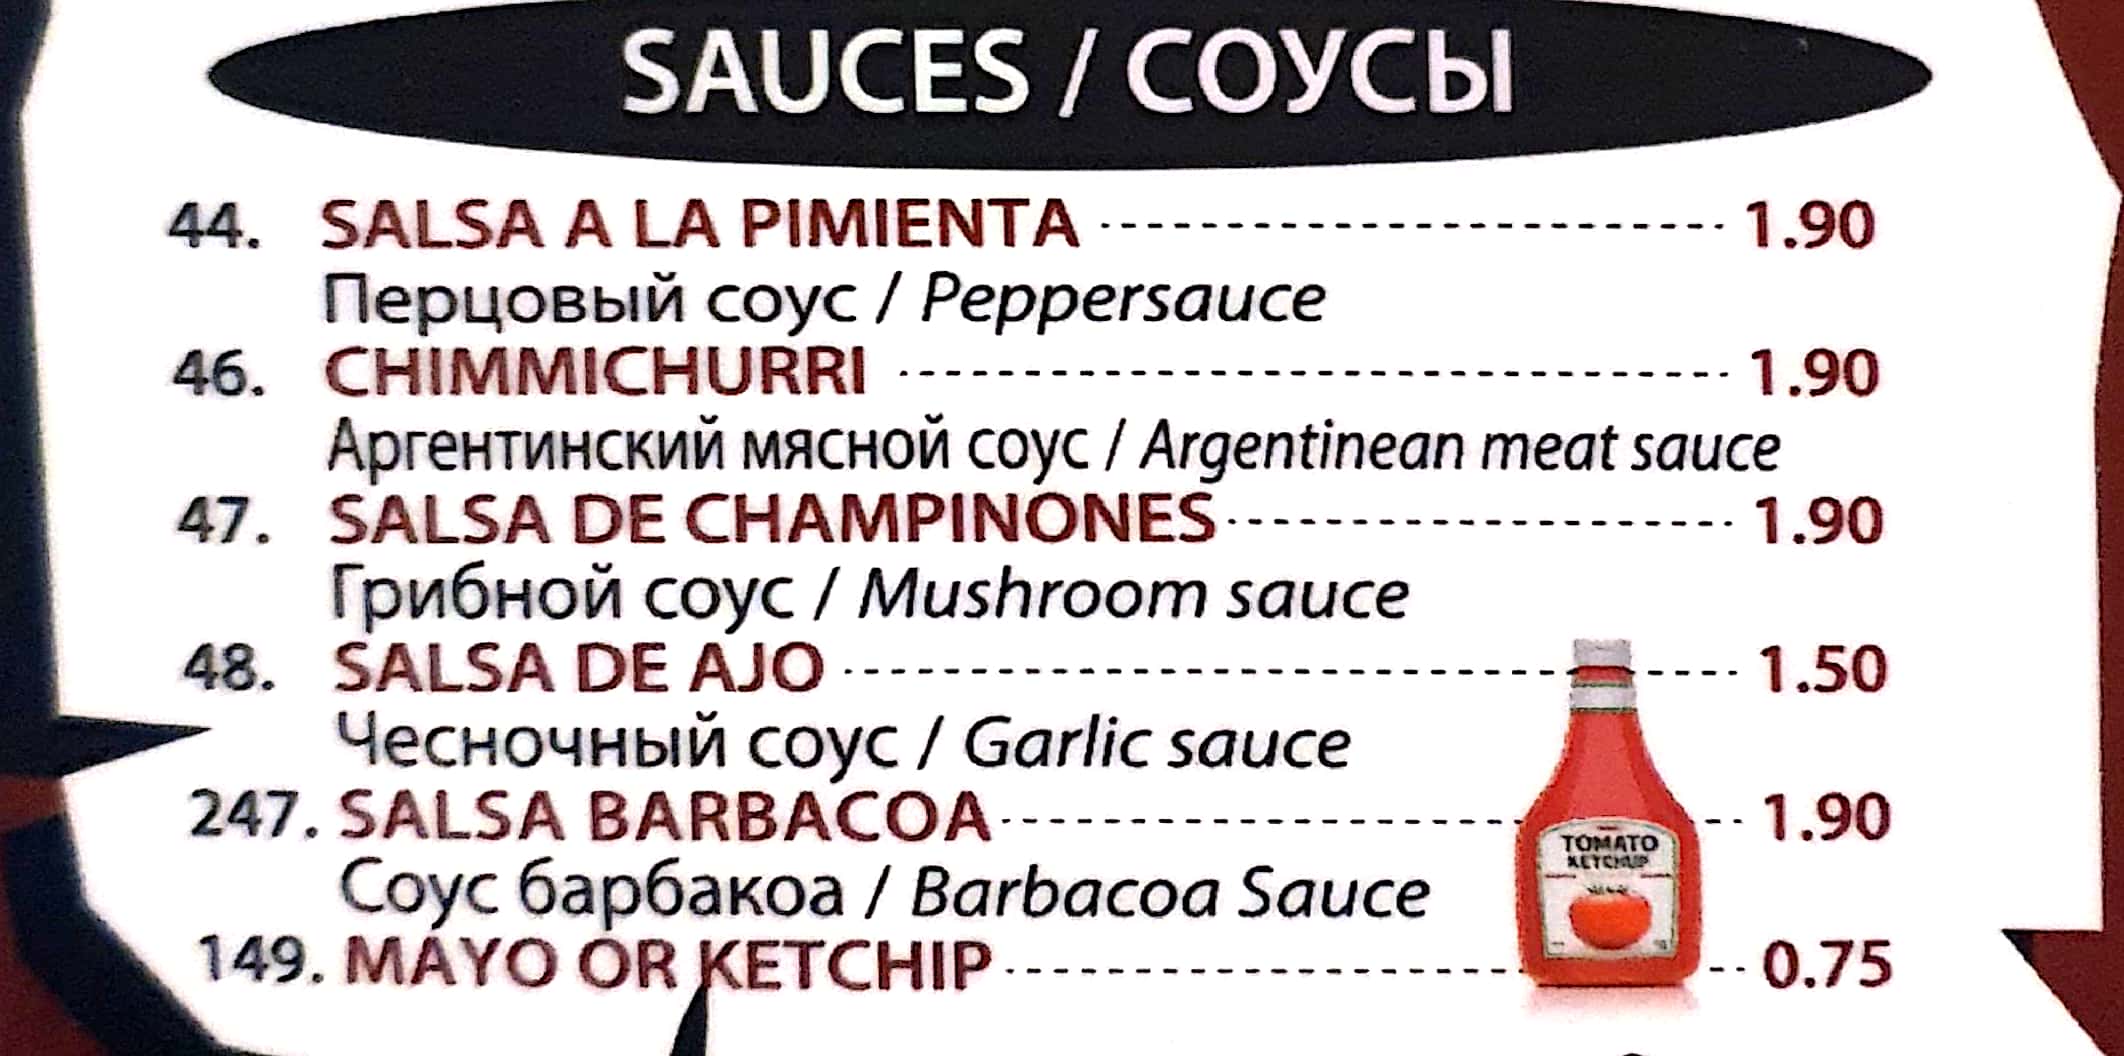 SAUCES / СОУСЫ
44. SALSA A LA PIMIENTA 1.90
Перцовый соус / Peppersauce
46. CHIMMICHURRI 1.90
Аргентинский мясной соус / Argentinean meat sauce
47. SALSA DE CHAMPINONES 1.90
Грибной соус / Mushroom sauce
48. SALSA DE AJO 1.50
Чесночный соус / Garlic sauce
247. SALSA BARBACOA 1.90
Соус барбакоа / Barbacoa Sauce
149. MAYO OR KETCHIP 0.75
TOMATO
KETCHUP